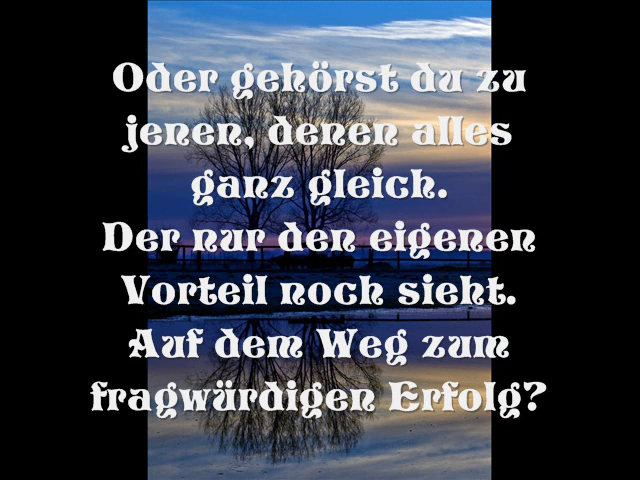 Oder gehörst du zu
jenen, denen alles
ganz gleich.
Der nur den eigenen
Vorteil noch sieht.
Auf dem Weg zum
fragwürdigen Erfolg?